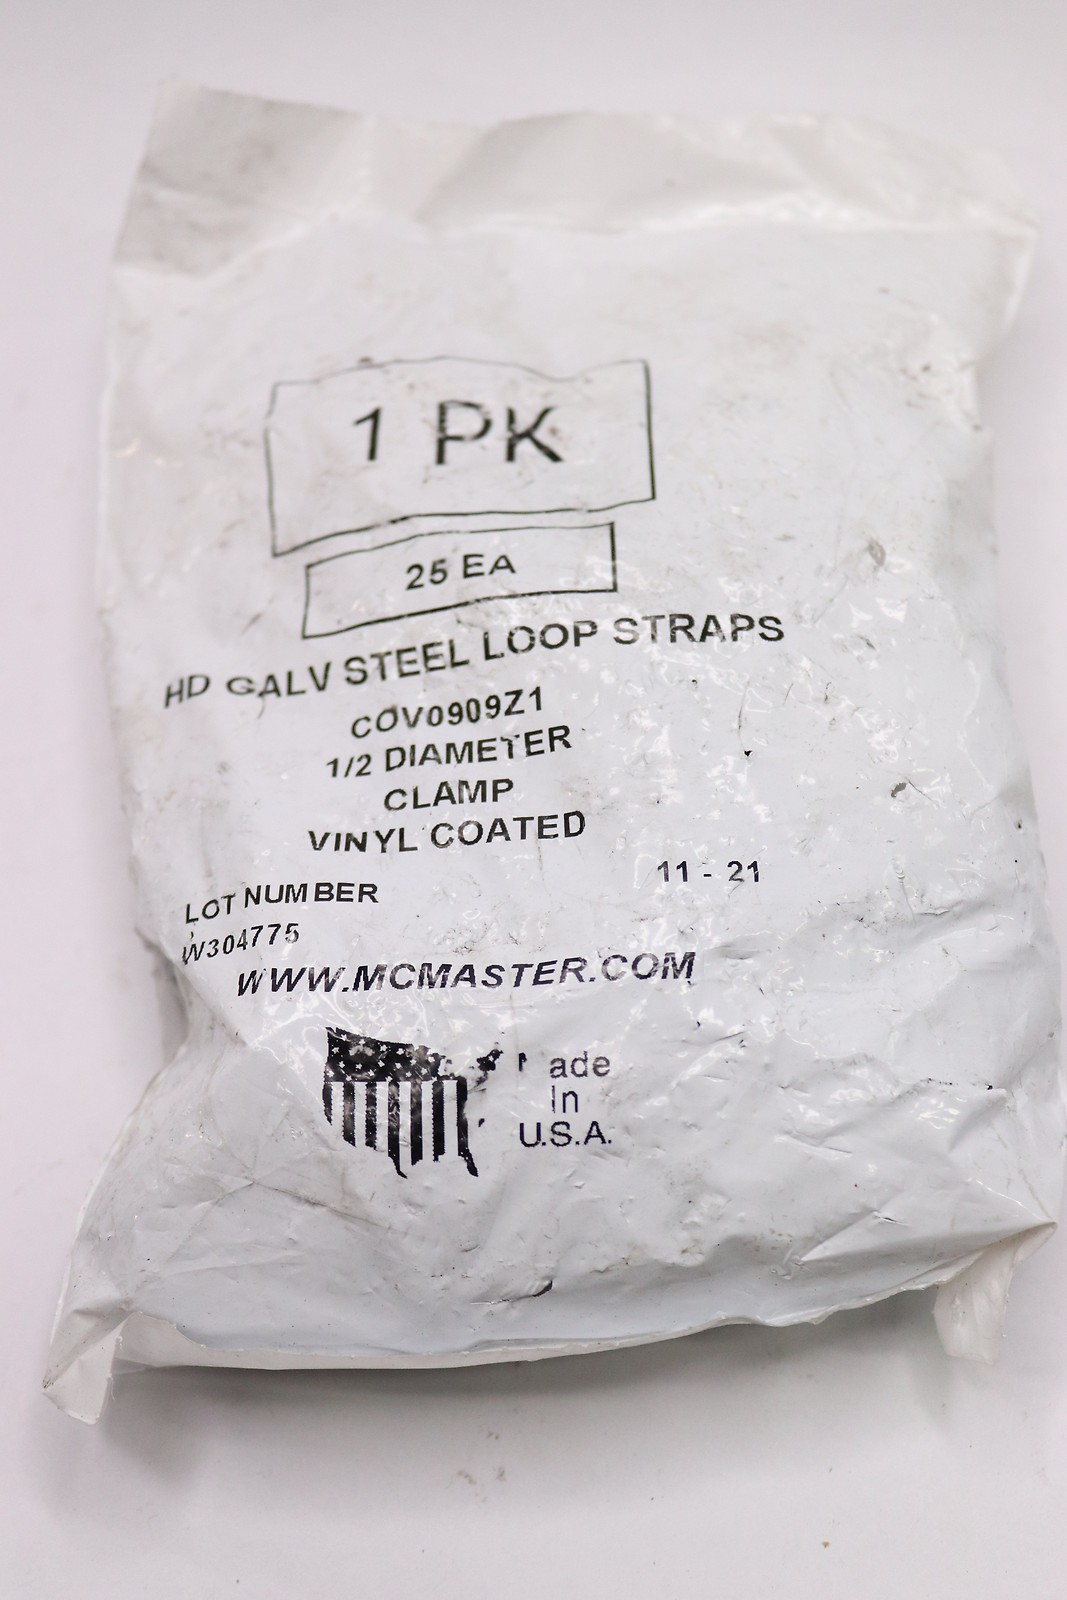 1 PK
25 EA
HD GALV STEEL LOOP STRAPS
COV0909Z1
1/2 DIAMETER
CLAMP
VINYL COATED
LOT NUMBER 11 - 21
W304775
WWW.MCMASTER.COM
Made
In
U.S.A.